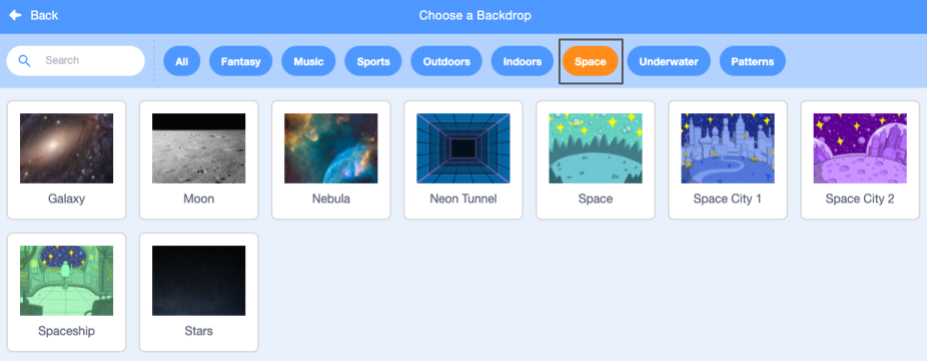 Back
Choose a Backdrop
Search
All
Fantasy
Music
Sports
Outdoors
Indoors
Space
Underwater
Patterns
Galaxy
Moon
Nebula
Neon Tunnel
Space
Space City 1
Space City 2
Spaceship
Stars